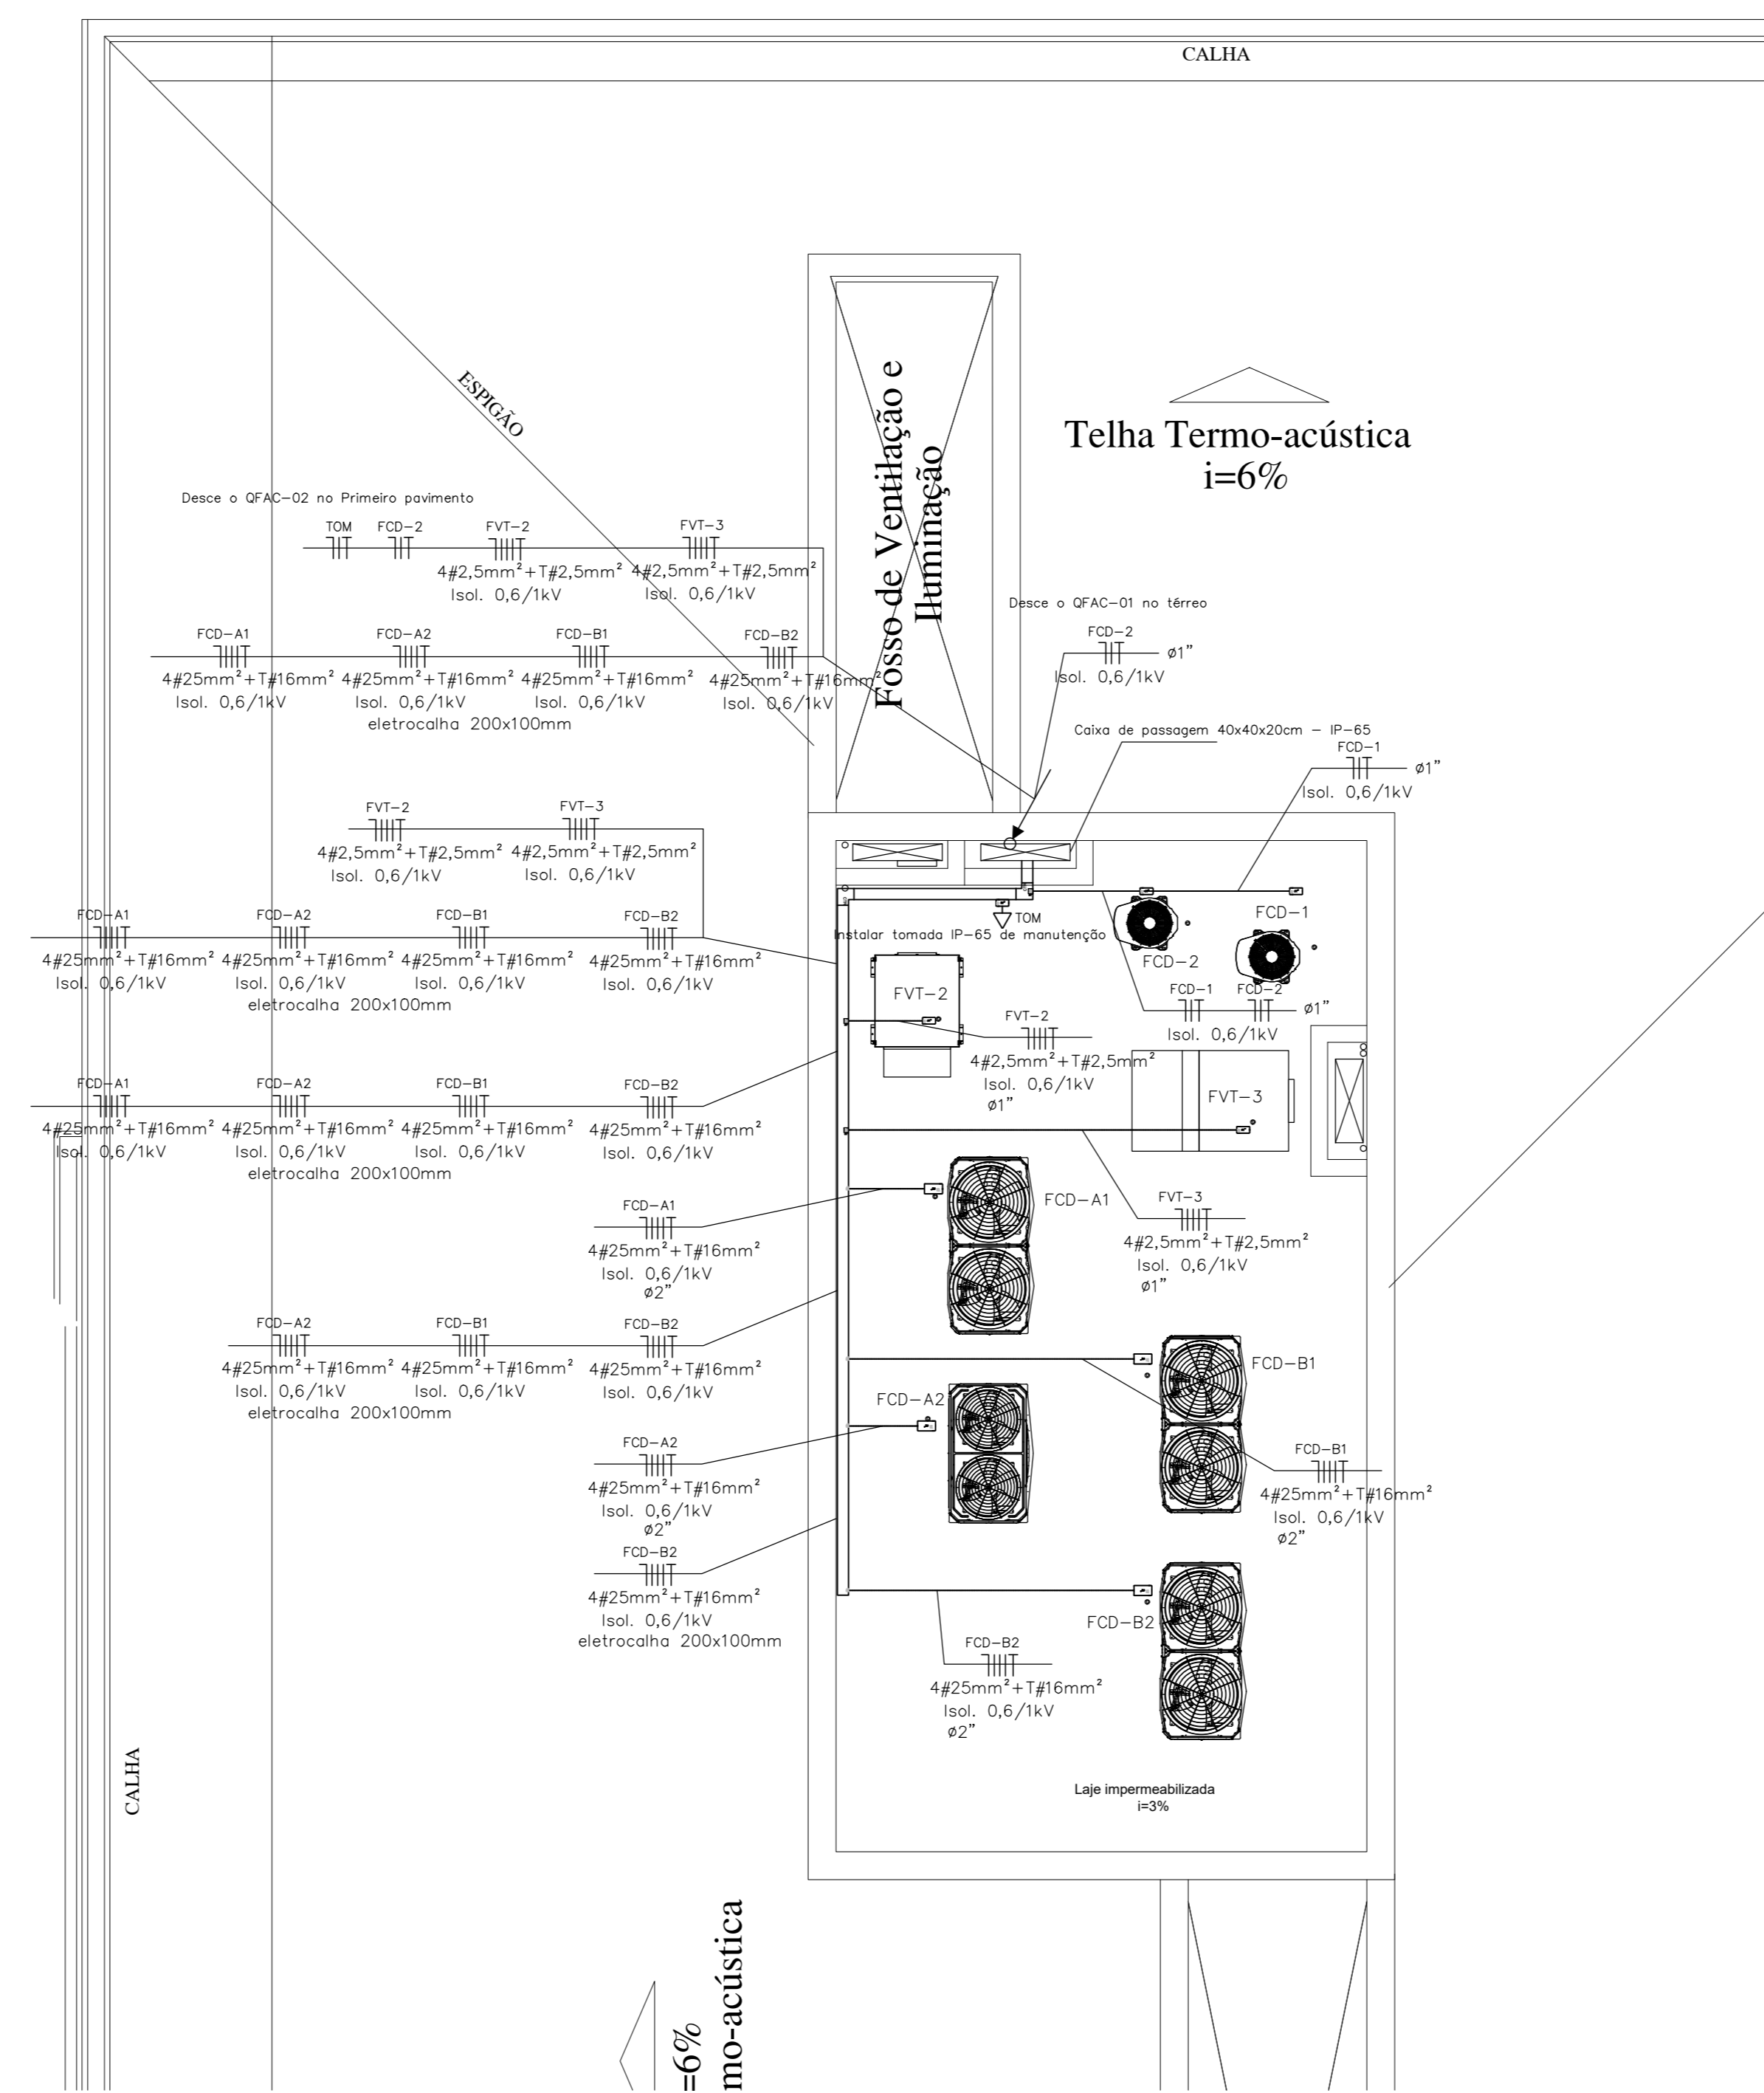 CALHA
ESPIGÃO
Fosso de Ventilação e
Iluminação
Telha Termo-acústica
i=6%
Desce o QFAC-02 no Primeiro pavimento
TOM
FCD-2
FVT-2
FVT-3
4#2,5mm²+T#2,5mm²
4#2,5mm²+T#2,5mm²
Isol. 0,6/1kV
Isol. 0,6/1kV
FCD-A1
FCD-A2
FCD-B1
FCD-B2
4#25mm²+T#16mm²
4#25mm²+T#16mm²
4#25mm²+T#16mm²
4#25mm²+T#16mm²
Isol. 0,6/1kV
Isol. 0,6/1kV
Isol. 0,6/1kV
Isol. 0,6/1kV
eletrocalha 200x100mm
Desce o QFAC-01 no térreo
FCD-2
ø1"
Isol. 0,6/1kV
Caixa de passagem 40x40x20cm - IP-65
FCD-1
ø1"
Isol. 0,6/1kV
FVT-2
FVT-3
4#2,5mm²+T#2,5mm²
4#2,5mm²+T#2,5mm²
Isol. 0,6/1kV
Isol. 0,6/1kV
FCD-A1
FCD-A2
FCD-B1
FCD-B2
4#25mm²+T#16mm²
4#25mm²+T#16mm²
4#25mm²+T#16mm²
4#25mm²+T#16mm²
Isol. 0,6/1kV
Isol. 0,6/1kV
Isol. 0,6/1kV
Isol. 0,6/1kV
eletrocalha 200x100mm
TOM
Instalar tomada IP-65 de manutenção
FCD-1
FCD-2
FVT-2
FCD-1
FCD-2
ø1"
Isol. 0,6/1kV
FVT-2
4#2,5mm²+T#2,5mm²
Isol. 0,6/1kV
ø1"
FVT-3
FCD-A1
FCD-A2
FCD-B1
FCD-B2
4#25mm²+T#16mm²
4#25mm²+T#16mm²
4#25mm²+T#16mm²
4#25mm²+T#16mm²
Isol. 0,6/1kV
Isol. 0,6/1kV
Isol. 0,6/1kV
Isol. 0,6/1kV
eletrocalha 200x100mm
FCD-A1
4#25mm²+T#16mm²
Isol. 0,6/1kV
ø2"
FCD-A1
FVT-3
4#2,5mm²+T#2,5mm²
Isol. 0,6/1kV
ø1"
FCD-A2
FCD-B1
FCD-B2
4#25mm²+T#16mm²
4#25mm²+T#16mm²
4#25mm²+T#16mm²
Isol. 0,6/1kV
Isol. 0,6/1kV
Isol. 0,6/1kV
eletrocalha 200x100mm
FCD-B1
FCD-A2
FCD-A2
4#25mm²+T#16mm²
Isol. 0,6/1kV
ø2"
FCD-B1
4#25mm²+T#16mm²
Isol. 0,6/1kV
ø2"
FCD-B2
4#25mm²+T#16mm²
Isol. 0,6/1kV
eletrocalha 200x100mm
FCD-B2
FCD-B2
4#25mm²+T#16mm²
Isol. 0,6/1kV
ø2"
Laje impermeabilizada
i=3%
CALHA
=6%
mo-acústica